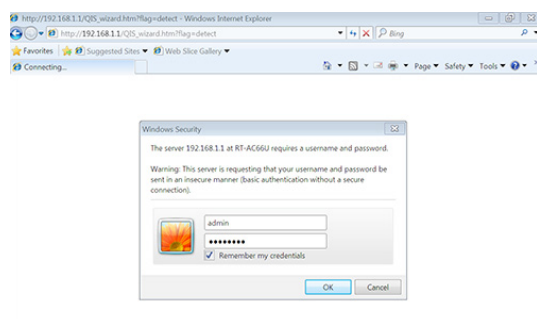 http://192.168.1.1/QIS_wizard.htm?flag=detect - Windows Internet Explorer
http://192.168.1.1/QIS_wizard.htm?flag=detect Bing
Favorites Suggested Sites Web Slice Gallery
Connecting... Page Safety Tools
Windows Security
The server 192.168.1.1 at RT-AC66U requires a username and password.
Warning: This server is requesting that your username and password be
sent in an insecure manner (basic authentication without a secure
connection).
admin
●●●●●●●●
Remember my credentials
OK Cancel